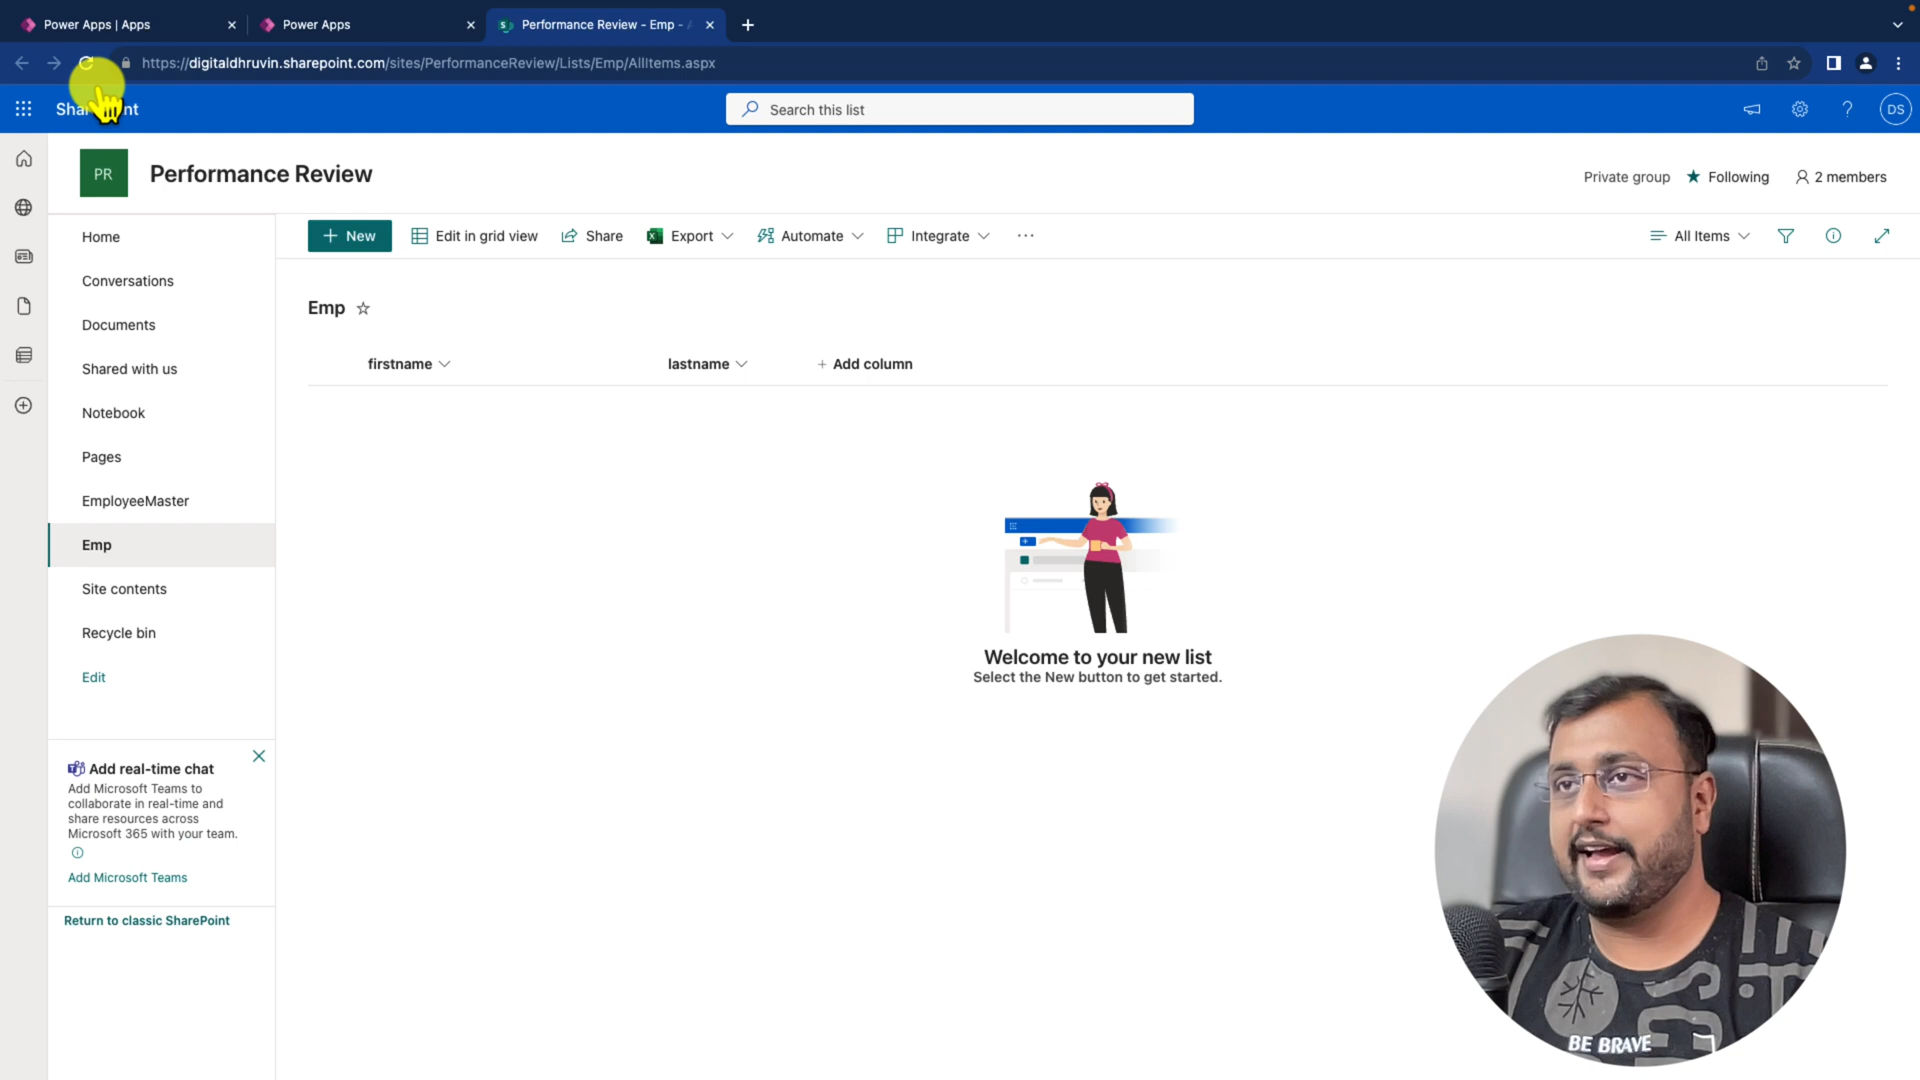 Power Apps | Apps
Power Apps
Performance Review - Emp -
https://digitaldhruvin.sharepoint.com/sites/PerformanceReview/Lists/Emp/AllItems.aspx
Search this list
DS
PR
Performance Review
Private group
Following
2 members
Home
Conversations
Documents
Shared with us
Notebook
Pages
EmployeeMaster
Emp
Site contents
Recycle bin
Edit
New
Edit in grid view
Share
Export
Automate
Integrate
All Items
Emp
firstname
lastname
+ Add column
Welcome to your new list
Select the New button to get started.
Add real-time chat
Add Microsoft Teams to
collaborate in real-time and
share resources across
Microsoft 365 with your team.
Add Microsoft Teams
Return to classic SharePoint
BE BRAVE